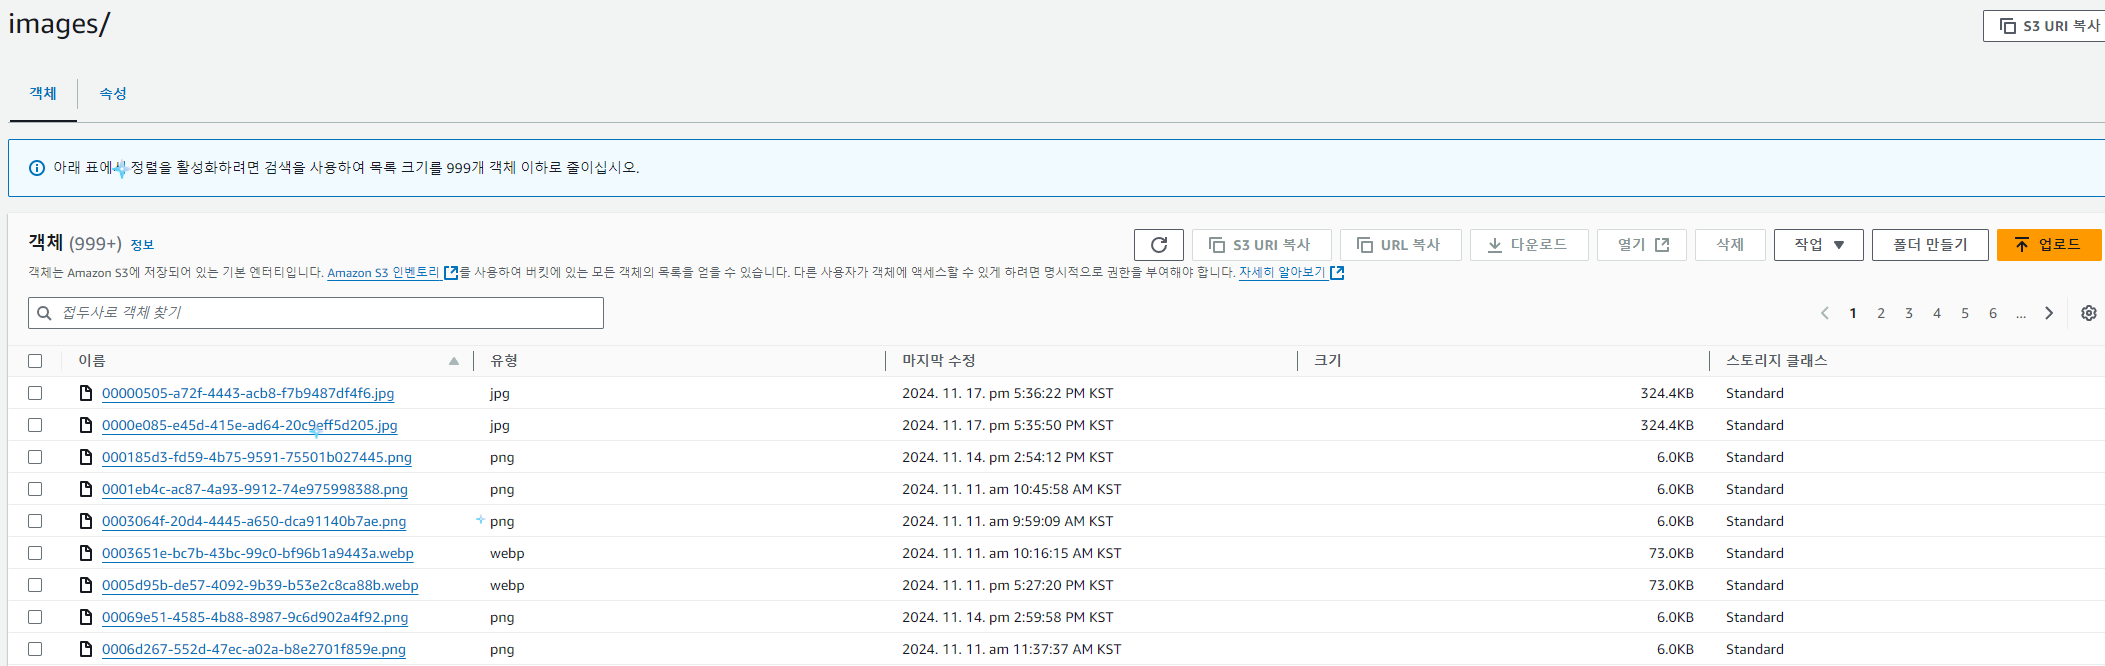 images/
S3 URI 복사
객체 속성
아래 표에서 정렬을 활성화하려면 검색을 사용하여 목록 크기를 999개 객체 이하로 줄이십시오.
객체 (999+) 정보
S3 URI 복사 URL 복사 다운로드 열기 삭제 작업 폴더 만들기 업로드
객체는 Amazon S3에 저장되어 있는 기본 엔터티입니다. Amazon S3 인벤토리를 사용하여 버킷에 있는 모든 객체의 목록을 얻을 수 있습니다. 다른 사용자가 객체에 액세스할 수 있게 하려면 명시적으로 권한을 부여해야 합니다. 자세히 알아보기
접두사로 객체 찾기
1 2 3 4 5 6 ...
이름 유형 마지막 수정 크기 스토리지 클래스
00000505-a72f-4443-acb8-f7b9487df4f6.jpg jpg 2024. 11. 17. pm 5:36:22 PM KST 324.4KB Standard
0000e085-e45d-415e-ad64-20c9eff5d205.jpg jpg 2024. 11. 17. pm 5:35:50 PM KST 324.4KB Standard
000185d3-fd59-4b75-9591-75501b027445.png png 2024. 11. 14. pm 2:54:12 PM KST 6.0KB Standard
0001eb4c-ac87-4a93-9912-74e975998388.png png 2024. 11. 11. am 10:45:58 AM KST 6.0KB Standard
0003064f-20d4-4445-a650-dca91140b7ae.png png 2024. 11. 11. am 9:59:09 AM KST 6.0KB Standard
0003651e-bc7b-43bc-99c0-bf96b1a9443a.webp webp 2024. 11. 11. am 10:16:15 AM KST 73.0KB Standard
0005d95b-de57-4092-9b39-b53e2c8ca88b.webp webp 2024. 11. 11. pm 5:27:20 PM KST 73.0KB Standard
00069e51-4585-4b88-8987-9c6d902a4f92.png png 2024. 11. 14. pm 2:59:58 PM KST 6.0KB Standard
0006d267-552d-47ec-a02a-b8e2701f859e.png png 2024. 11. 11. am 11:37:37 AM KST 6.0KB Standard